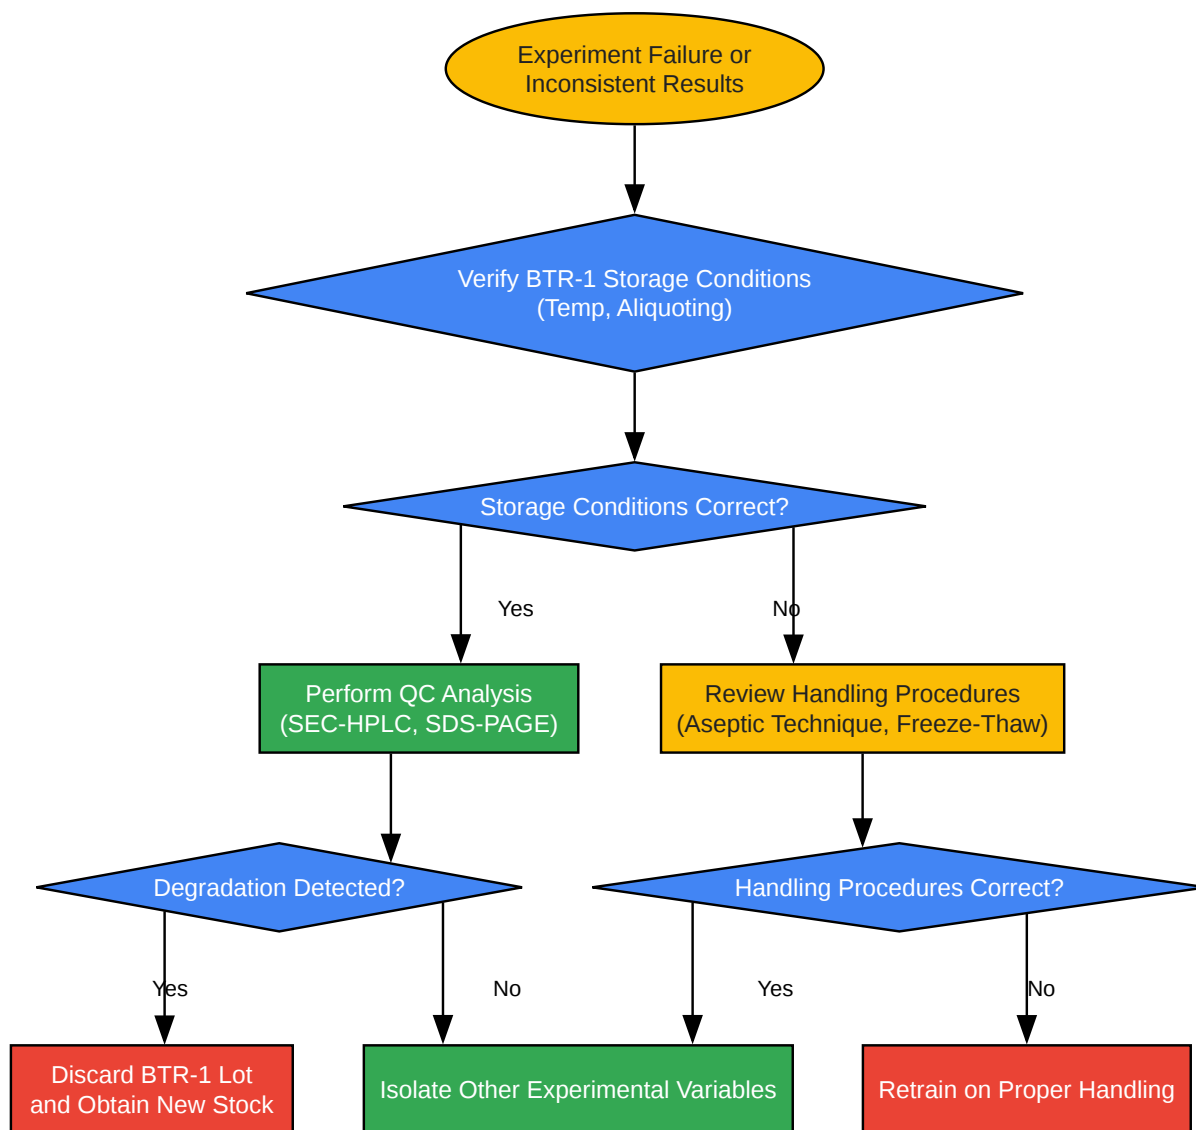 Experiment Failure or
Inconsistent Results
Verify BTR-1 Storage Conditions
(Temp, Aliquoting)
Storage Conditions Correct?
Yes
No
Perform QC Analysis
(SEC-HPLC, SDS-PAGE)
Review Handling Procedures
(Aseptic Technique, Freeze-Thaw)
Degradation Detected?
Handling Procedures Correct?
Yes
No
Yes
No
Discard BTR-1 Lot
and Obtain New Stock
Isolate Other Experimental Variables
Retrain on Proper Handling